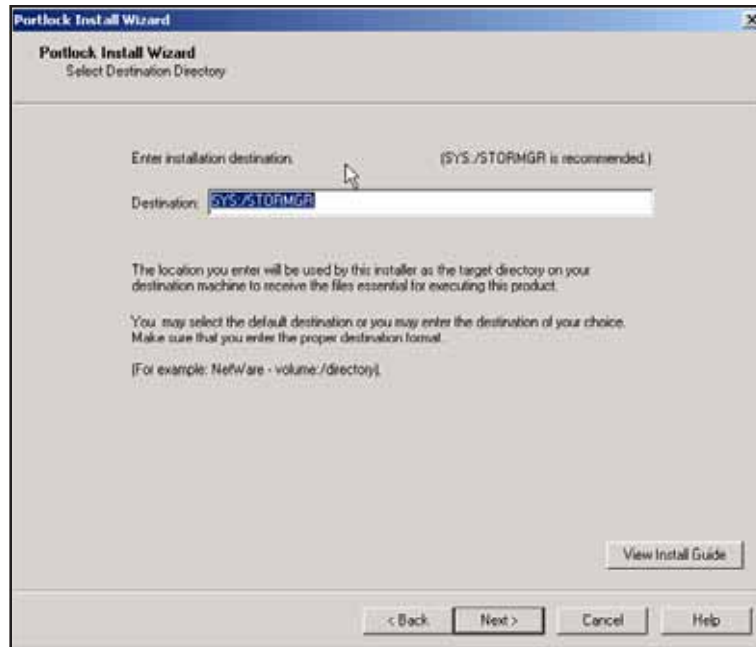 Portlock Install Wizard
Portlock Install Wizard
Select Destination Directory
Enter installation destination. (SYS:/STORMGR is recommended.)
Destination: SYS:/STORMGR
The location you enter will be used by this installer as the target directory on your
destination machine to receive the files essential for executing this product.
You may select the default destination or you may enter the destination of your choice.
Make sure that you enter the proper destination format.
(For example: NetWare - volume:/directory).
View Install Guide
< Back Next > Cancel Help